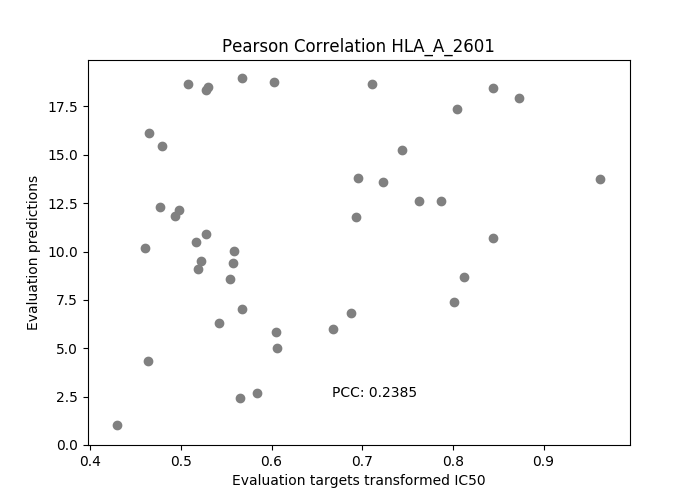 Pearson Correlation HLA_A_2601
Evaluation predictions
17.5
15.0
12.5
10.0
7.5
5.0
2.5
0.0
PCC: 0.2385
0.4 0.5 0.6 0.7 0.8 0.9
Evaluation targets transformed IC50